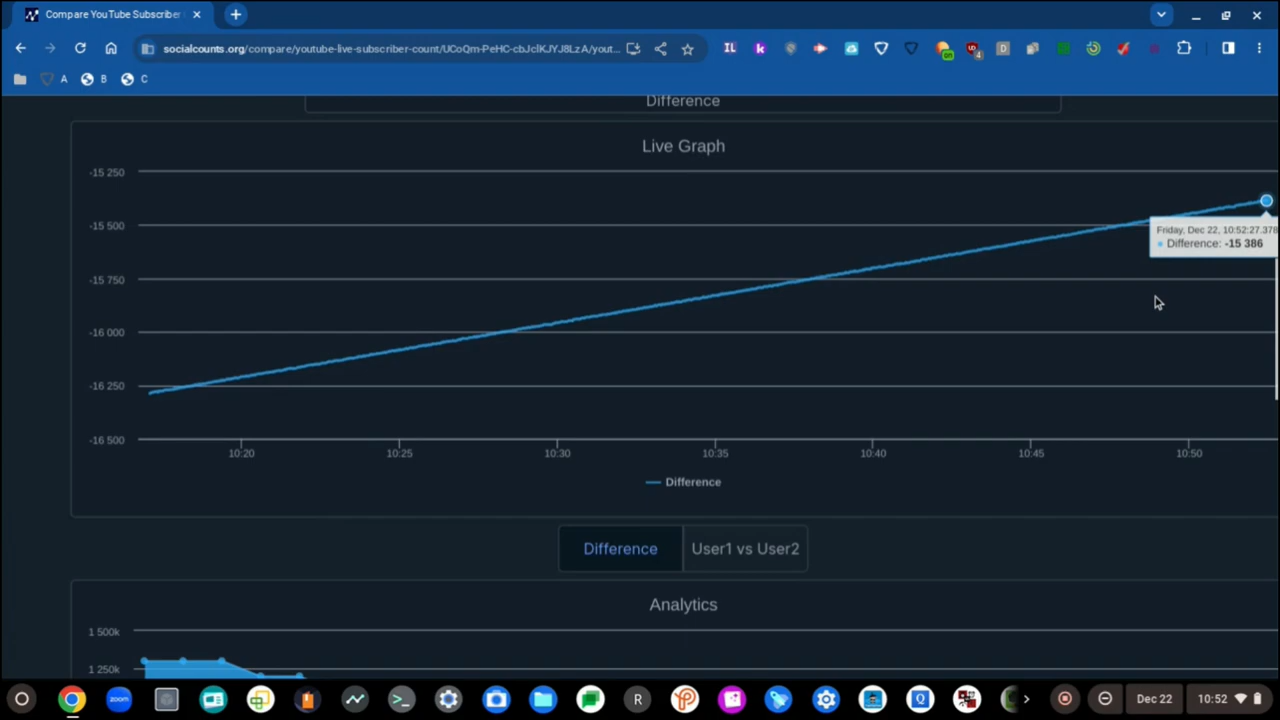 Compare YouTube Subscriber
socialcounts.org/compare/youtube-live-subscriber-count/UCoQm-PeHC-cbJclKJYJ8LzA/yout...
A B C
Difference
Live Graph
-15 250
-15 500
-15 750
-16 000
-16 250
-16 500
Friday, Dec 22, 10:52:27.378
Difference: -15 386
10:20 10:25 10:30 10:35 10:40 10:45 10:50
Difference
Difference User1 vs User2
Analytics
1 500k
1 250k
zoom R Q Dec 22 10:52